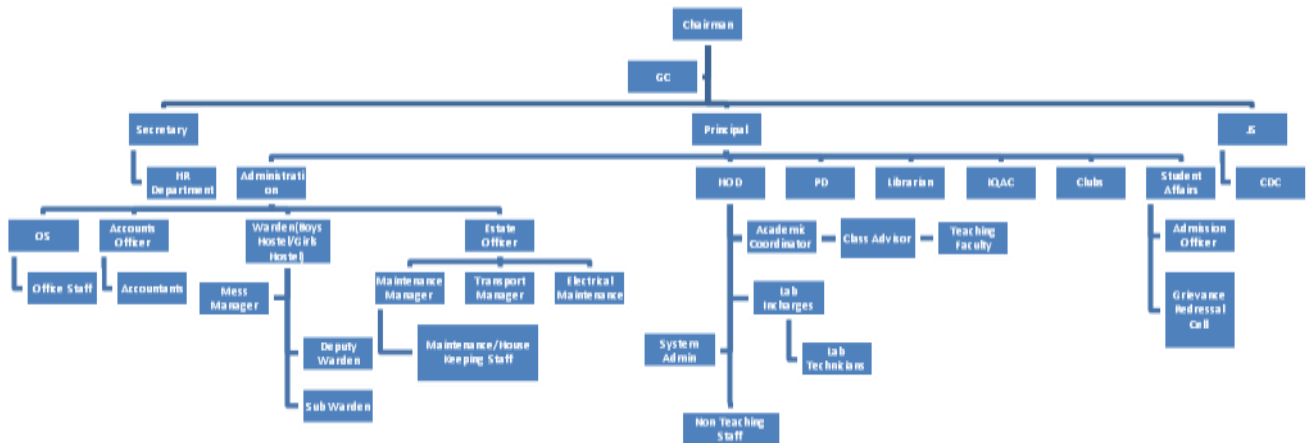 Chairman
GC
Secretary
Principal
JS
HR
Department
Administrati
on
HOD
PD
Librarian
IQAC
Clubs
Student
Affairs
CDC
OS
Accounts
Officer
Warden(Boys
Hostel/Girls
Hostel)
Estate
Officer
Academic
Coordinator
Class Advisor
Teaching
Faculty
Admission
Officer
Office Staff
Accountants
Mess
Manager
Maintenance
Manager
Transport
Manager
Electrical
Maintenance
Lab
Incharges
Grievance
Redressal
Cell
Deputy
Warden
Maintenance/House
Keeping Staff
System
Admin
Lab
Technicians
Sub Warden
Non Teaching
Staff